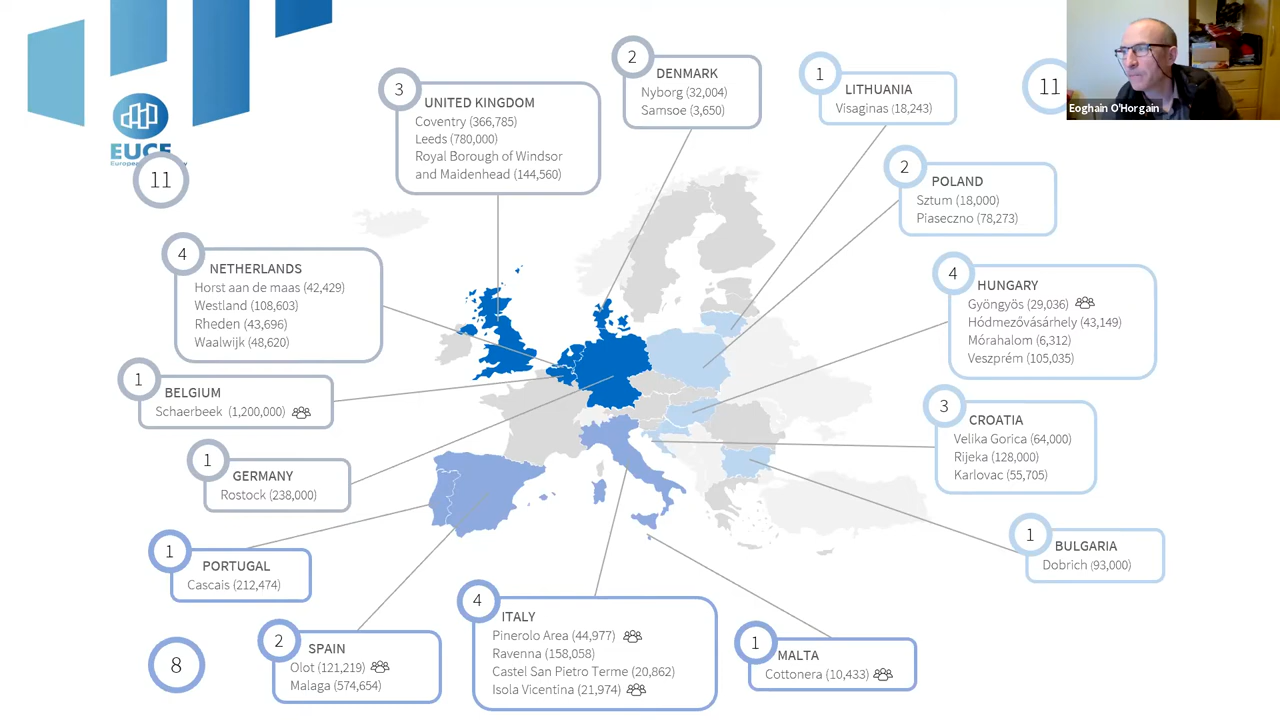 EUCF
11
3
UNITED KINGDOM
Coventry (366,785)
Leeds (780,000)
Royal Borough of Windsor
and Maidenhead (144,560)
2
DENMARK
Nyborg (32,004)
Samsoe (3,650)
1
LITHUANIA
Visaginas (18,243)
11
Eoghain O'Horgain
2
POLAND
Sztum (18,000)
Piaseczno (78,273)
4
NETHERLANDS
Horst aan de maas (42,429)
Westland (108,603)
Rheden (43,696)
Waalwijk (48,620)
4
HUNGARY
Gyöngyös (29,036)
Hódmezővásárhely (43,149)
Mórahalom (6,312)
Veszprém (105,035)
1
BELGIUM
Schaerbeek (1,200,000)
3
CROATIA
Velika Gorica (64,000)
Rijeka (128,000)
Karlovac (55,705)
1
GERMANY
Rostock (238,000)
1
BULGARIA
Dobrich (93,000)
1
PORTUGAL
Cascais (212,474)
8
2
SPAIN
Olot (121,219)
Malaga (574,654)
4
ITALY
Pinerolo Area (44,977)
Ravenna (158,058)
Castel San Pietro Terme (20,862)
Isola Vicentina (21,974)
1
MALTA
Cottonera (10,433)